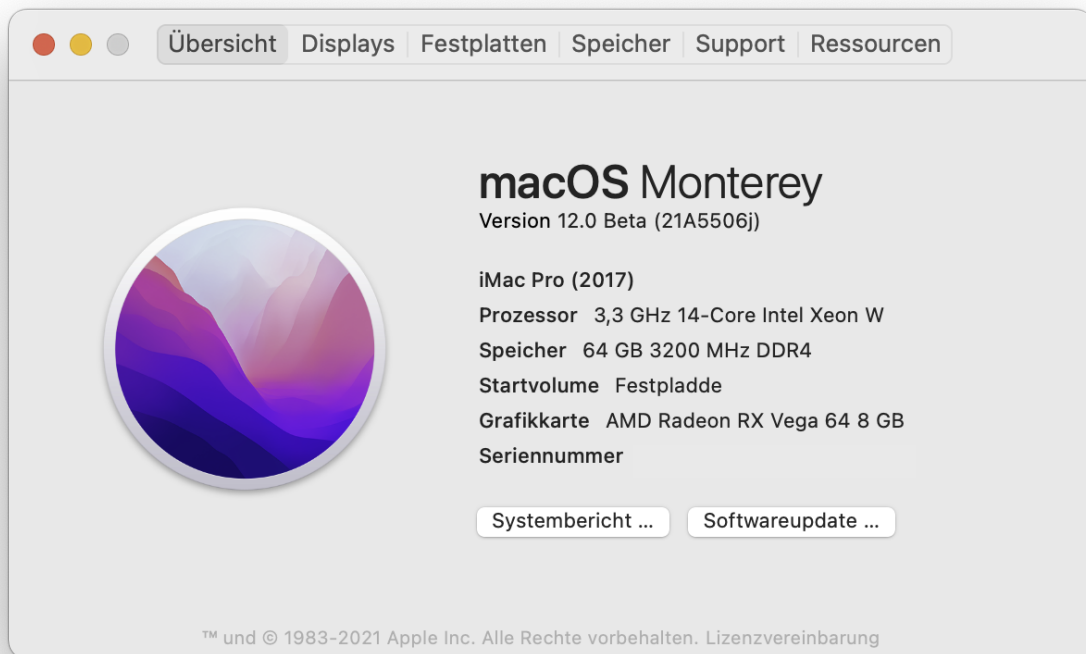 Übersicht Displays Festplatten Speicher Support Ressourcen
macOS Monterey
Version 12.0 Beta (21A5506j)
iMac Pro (2017)
Prozessor 3,3 GHz 14-Core Intel Xeon W
Speicher 64 GB 3200 MHz DDR4
Startvolume Festpladde
Grafikkarte AMD Radeon RX Vega 64 8 GB
Seriennummer
Systembericht ... Softwareupdate ...
™ und © 1983-2021 Apple Inc. Alle Rechte vorbehalten. Lizenzvereinbarung